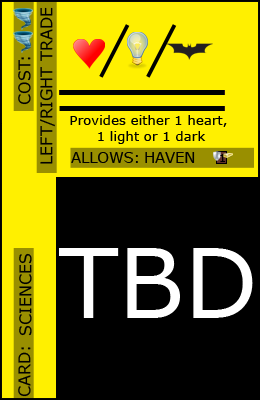 COST:
LEFT/RIGHT TRADE
Provides either 1 heart,
1 light or 1 dark
ALLOWS: HAVEN
CARD: SCIENCES
TBD